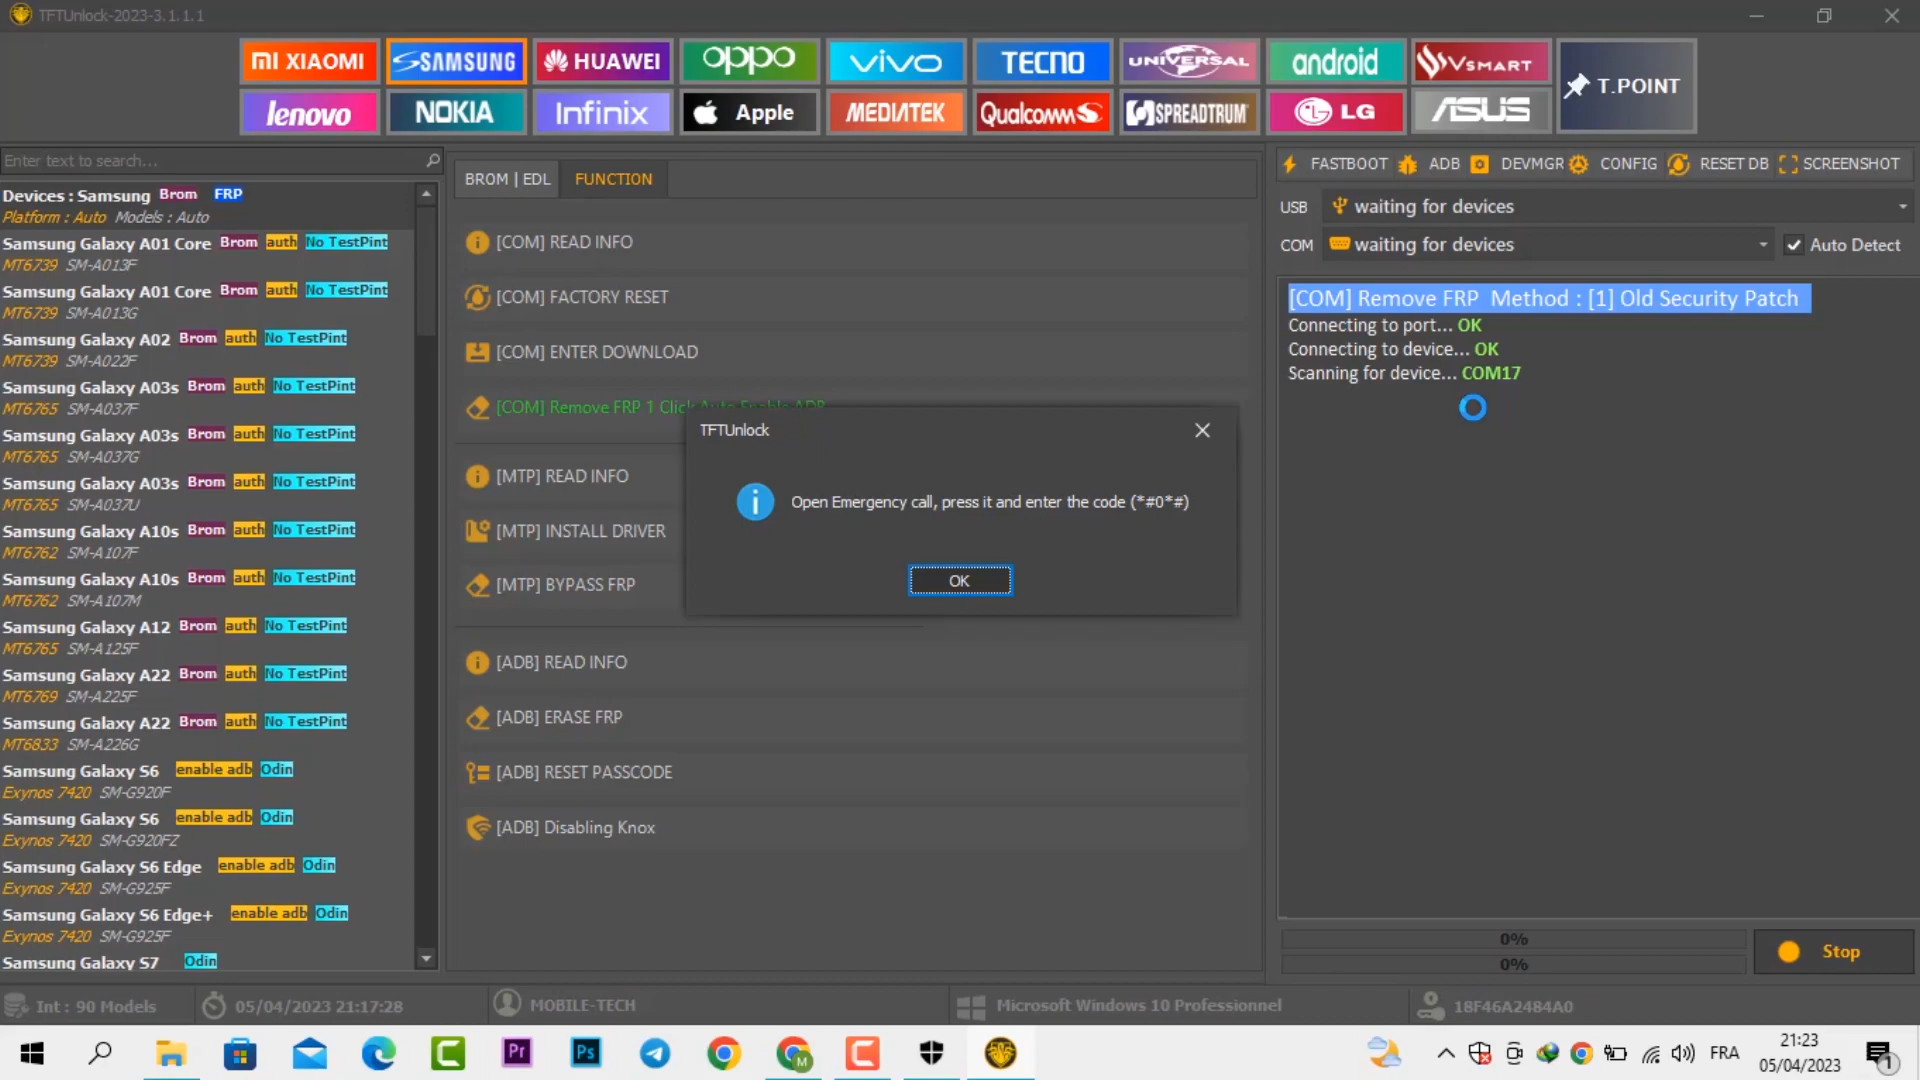 TFTUnlock-2023-3.1.1.1
XIAOMI
SAMSUNG
HUAWEI
oppo
vivo
TECNO
UNIVERSAL
android
VSMART
T.POINT
lenovo
NOKIA
Infinix
Apple
MEDIATEK
Qualcomm
SPREADTRUM
LG
ASUS
Enter text to search...
Devices : Samsung Brom FRP
Platform : Auto Models : Auto
Samsung Galaxy A01 Core Brom auth No TestPint
MT6739 SM-A013F
Samsung Galaxy A01 Core Brom auth No TestPint
MT6739 SM-A013G
Samsung Galaxy A02 Brom auth No TestPint
MT6739 SM-A022F
Samsung Galaxy A03s Brom auth No TestPint
MT6765 SM-A037F
Samsung Galaxy A03s Brom auth No TestPint
MT6765 SM-A037G
Samsung Galaxy A03s Brom auth No TestPint
MT6765 SM-A037U
Samsung Galaxy A10s Brom auth No TestPint
MT6762 SM-A107F
Samsung Galaxy A10s Brom auth No TestPint
MT6762 SM-A107M
Samsung Galaxy A12 Brom auth No TestPint
MT6765 SM-A125F
Samsung Galaxy A22 Brom auth No TestPint
MT6769 SM-A225F
Samsung Galaxy A22 Brom auth No TestPint
MT6833 SM-A226G
Samsung Galaxy S6 enable adb Odin
Exynos 7420 SM-G920F
Samsung Galaxy S6 enable adb Odin
Exynos 7420 SM-G920FZ
Samsung Galaxy S6 Edge enable adb Odin
Exynos 7420 SM-G925F
Samsung Galaxy S6 Edge+ enable adb Odin
Exynos 7420 SM-G925F
Samsung Galaxy S7 Odin
BROM | EDL
FUNCTION
[COM] READ INFO
[COM] FACTORY RESET
[COM] ENTER DOWNLOAD
[COM] Remove FRP 1 Click Auto Enable ADB
[MTP] READ INFO
[MTP] INSTALL DRIVER
[MTP] BYPASS FRP
[ADB] READ INFO
[ADB] ERASE FRP
[ADB] RESET PASSCODE
[ADB] Disabling Knox
TFTUnlock
Open Emergency call, press it and enter the code (*#0*#)
OK
FASTBOOT ADB DEVMGR CONFIG RESET DB SCREENSHOT
USB waiting for devices
COM waiting for devices Auto Detect
[COM] Remove FRP Method : [1] Old Security Patch
Connecting to port... OK
Connecting to device... OK
Scanning for device... COM17
0%
0%
Stop
Int : 90 Models
05/04/2023 21:17:28
MOBILE-TECH
Microsoft Windows 10 Professionnel
18F46A2484A0
Pr
Ps
M
FRA
21:23
05/04/2023
1